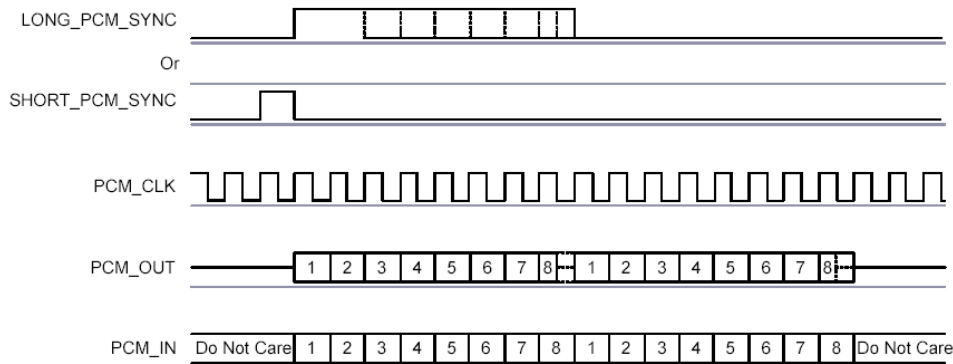 LONG_PCM_SYNC
Or
SHORT_PCM_SYNC
PCM_CLK
PCM_OUT 1 2 3 4 5 6 7 8 1 2 3 4 5 6 7 8
PCM_IN Do Not Care 1 2 3 4 5 6 7 8 1 2 3 4 5 6 7 8 Do Not Care